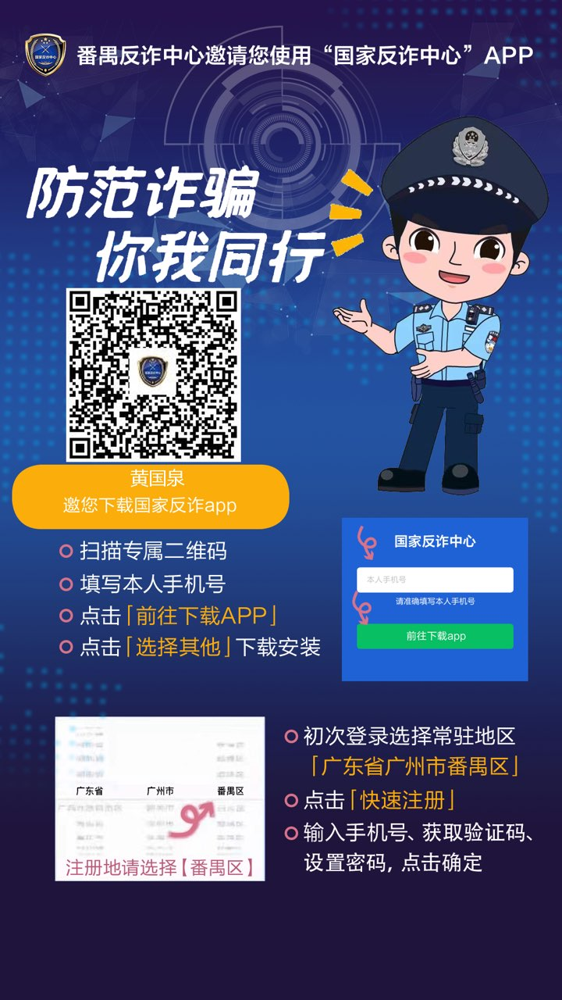 番禺反诈中心邀请您使用“国家反诈中心”APP
国家反诈中心
防范诈骗
你我同行
黄国泉
邀您下载国家反诈app
扫描专属二维码
填写本人手机号
点击「前往下载APP」
点击「选择其他」下载安装
国家反诈中心
本人手机号
请准确填写本人手机号
前往下载app
广东省 广州市 番禺区
注册地请选择【番禺区】
初次登录选择常驻地区
「广东省广州市番禺区」
点击「快速注册」
输入手机号、获取验证码、
设置密码, 点击确定